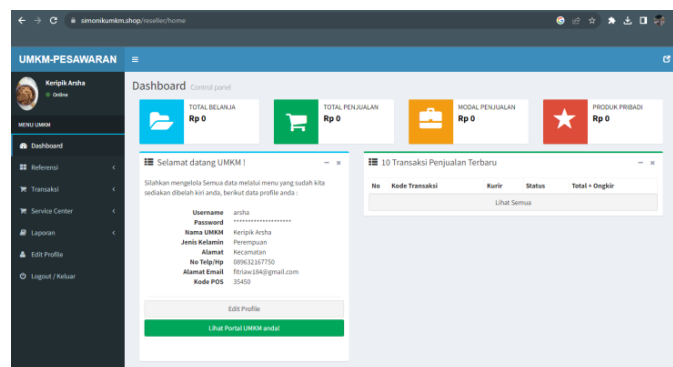 simonikumkm.shop/reseller/home
UMKM-PESAWARAN
Keripik Arsha
Online
MENU UMKM
Dashboard
Referensi
Transaksi
Service Center
Laporan
Edit Profile
Logout / Keluar
Dashboard Control panel
TOTAL BELANJA
Rp 0
TOTAL PENJUALAN
Rp 0
MODAL PENJUALAN
Rp 0
PRODUK PRIBADI
Rp 0
Selamat datang UMKM !
Silahkan mengelola Semua data melalui menu yang sudah kita
sediakan dibelah kiri anda, berikut data profile anda :
Username arsha
Password ********************
Nama UMKM Keripik Arsha
Jenis Kelamin Perempuan
Alamat Kecamatan
No Telp/Hp 089632167750
Alamat Email fitriaw184@gmail.com
Kode POS 35450
Edit Profile
Lihat Portal UMKM anda!
10 Transaksi Penjualan Terbaru
No Kode Transaksi Kurir Status Total + Ongkir
Lihat Semua